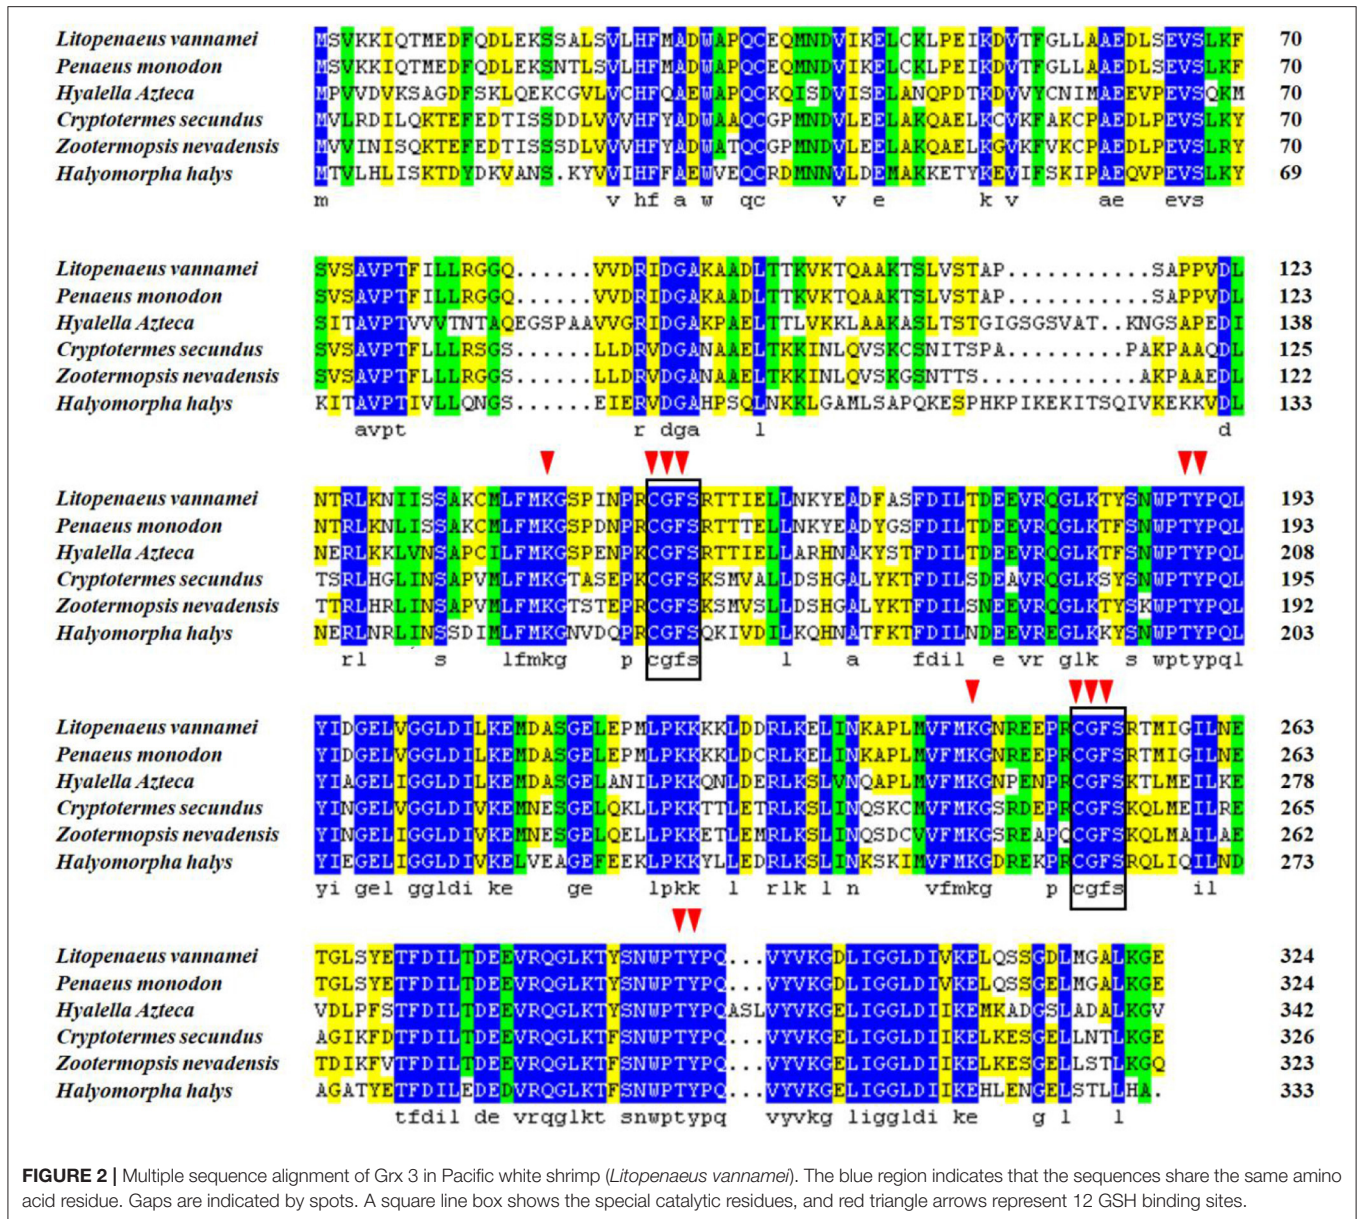 Litopenaeus vannamei MSVKKIQTMEDFQDLEKSSALSVLHFMADWAPQCEQMNDVIKELCKLPEIKDVTFGLLAAEDLSEVSLKF 70
Penaeus monodon MSVKKIQTMEDFQDLEKSNTLSVLHFMADWAPQCEQMNDVIKELCKLPEIKDVTFGLLAAEDLSEVSLKF 70
Hyalella Azteca MPVVDVKSAGDFSKLQEKCGVLVCHFQAEWAPQCKQISDVISELANQPDTKDVVYCNIMAEEVPEVSQKM 70
Cryptotermes secundus MVLRDILQKTEFEDTISSDDLVVVHFYADWAAQCGPMNDVLEELAKQAELKCVKFAKCPAEDLPEVSLKY 70
Zootermopsis nevadensis MVVINISQKTEFEDTISSSDLVVVHFYADWATQCGPMNDVLEELAKQAELKGVKFVKCPAEDLPEVSLRY 70
Halyomorpha halys MTVLHLISKTDYDKVANS.KYVVIHFFAEWVEQCRDMNNVLDEMAKKETYKEVIFSKIPAEQVPEVSLKY 69
m v hf a w qc v e k v ae evs
Litopenaeus vannamei SVSAVPTFILLRGGQ......VVDRIDGAKAADLTTKVKTQAAKTSLVSTAP...........SAPPVDL 123
Penaeus monodon SVSAVPTFILLRGGQ......VVDRIDGAKAADLTTKVKTQAAKTSLVSTAP...........SAPPVDL 123
Hyalella Azteca SITAVPTVVVTNTAQEGSPAAVVGRIDGAKPAELTTLVKKLAAKASLTSTGIGSGSVAT..KNGSAPEDI 138
Cryptotermes secundus SVSAVPTFLLLRSGS......LLDRVDGANAAELTKKINLQVSKCSNITSPA.........PAKPAAQDL 125
Zootermopsis nevadensis SVSAVPTFLLLRGGS......LLDRVDGANAAELTKKINLQVSKGSNTTS............AKPAAEDL 122
Halyomorpha halys KITAVPTIVLLQNGS......EIERVDGAHPSQLNKKLGAMLSAPQKESPHKPIKEKITSQIVKEKKVDL 133
avpt r dga l d
Litopenaeus vannamei NTRLKNIISSAKCMLFMKGSPINPRCGFSRTTIELLNKYEADFASFDILTDEEVRQGLKTYSNWPTYPQL 193
Penaeus monodon NTRLKNLISSAKCMLFMKGSPDNPRCGFSRTTTELLNKYEADYGSFDILTDEEVRQGLKTFSNWPTYPQL 193
Hyalella Azteca NERLKKLVNSAPCILFMKGSPENPKCGFSRTTIELLARHNAKYSTFDILTDEEVRQGLKTFSNWPTYPQL 208
Cryptotermes secundus TSRLHGLINSAPVMLFMKGTASEPKCGFSKSMVALLDSHGALYKTFDILSDEAVRQGLKSYSNWPTYPQL 195
Zootermopsis nevadensis TTRLHRLINSAPVMLFMKGTSTEPRCGFSKSMVSLLDSHGALYKTFDILSNEEVRQGLKTYSKWPTYPQL 192
Halyomorpha halys NERLNRLINSSDIMLFMKGNVDQPRCGFSQKIVDILKQHNATFKTFDILNDEEVREGLKKYSNWPTYPQL 203
rl s lfmkg p cgfs l a fdil e vr glk s wptypql
Litopenaeus vannamei YIDGELVGGLDILKEMDASGELEPMLPKKKKLDDRLKELINKAPLMVFMKGNREEPRCGFSRTMIGILNE 263
Penaeus monodon YIDGELVGGLDILKEMDASGELEPMLPKKKKLDCRLKELINKAPLMVFMKGNREEPRCGFSRTMIGILNE 263
Hyalella Azteca YIAGELVGGLDILKEMDASGELANILPKKQNLDERLKSLVNQAPLMVFMKGNPENPRCGFSKTLMEILKE 278
Cryptotermes secundus YINGELVGGLDIVKEMNESGELQKLLPKKTTLETRLKSLINQSKCMVFMKGSRDEPRCGFSKQLMEILRE 265
Zootermopsis nevadensis YINGELIGGLDIVKEMNESGELQELLPKKETLEMRLKSLINQSDCVVFMKGSREAPQCGFSKQLMAILAE 262
Halyomorpha halys YIEGELIGGLDIVKELVEAGEFEEKLPKKYLLEDRLKSLINKSKIMVFMKGDREKPRCGFSRQLIQILND 273
yi gel ggldi ke ge lpkk l rlk l n vfmkg p cgfs il
Litopenaeus vannamei TGLSYETFDILTDEEVRQGLKTYSNWPTYPQ...VYVKGDLIGGLDIVKELQSSGDLMGALKGE 324
Penaeus monodon TGLSYETFDILTDEEVRQGLKTYSNWPTYPQ...VYVKGDLIGGLDIVKELQSSGELMGALKGE 324
Hyalella Azteca VDLPFSTFDILTDEEVRQGLKTYSNWPTYPQASLVYVKGELIGGLDIIKEMKADGSLADALKGV 342
Cryptotermes secundus AGIKFDTFDILTDEEVRQGLKTFSNWPTYPQ...VYVKGELIGGLDIIKELKESGELLNTLKGE 326
Zootermopsis nevadensis TDIKFVTFDILTDEEVRQGLKTFSNWPTYPQ...VYVKGELIGGLDIIKELKESGELLSTLKGQ 323
Halyomorpha halys AGATYETFDILEDEDVRQGLKTFSNWPTYPQ...VYVKGELIGGLDIIKEHLENGELSTLLHA. 333
tfdil de vrqglkt snwptypq...vyvkg liggldi ke g l l
FIGURE 2 | Multiple sequence alignment of Grx 3 in Pacific white shrimp (Litopenaeus vannamei). The blue region indicates that the sequences share the same amino
acid residue. Gaps are indicated by spots. A square line box shows the special catalytic residues, and red triangle arrows represent 12 GSH binding sites.